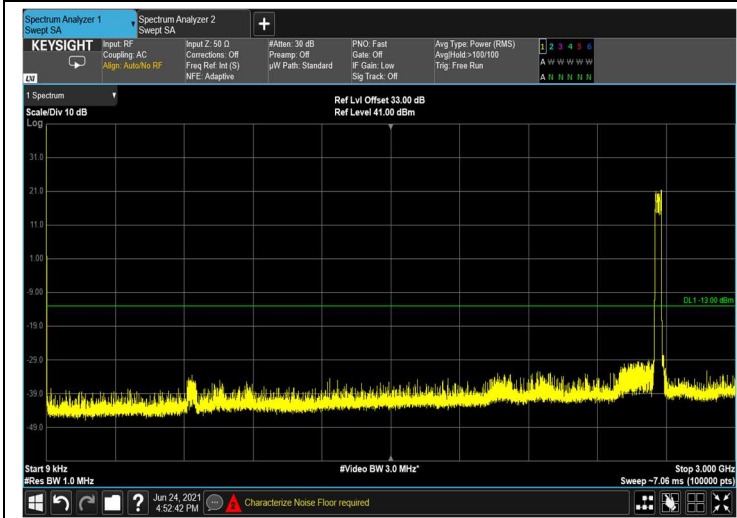 Spectrum Analyzer 1
Swept SA
Spectrum Analyzer 2
Swept SA
+
KEYSIGHT
Input: RF
Coupling: AC
Align: Auto/No RF
Input Z: 50 Ω
Corrections: Off
Freq Ref: Int (S)
NFE: Adaptive
#Atten: 30 dB
Preamp: Off
µW Path: Standard
PNO: Fast
Gate: Off
IF Gain: Low
Sig Track: Off
Avg Type: Power (RMS)
Avg|Hold:>100/100
Trig: Free Run
1 2 3 4 5 6
A W W W W W
A N N N N N
LXI
1 Spectrum
Scale/Div 10 dB
Ref Lvl Offset 33.00 dB
Ref Level 41.00 dBm
Log
31.0
21.0
11.0
1.00
-9.00
DL1 -13.00 dBm
-19.0
-29.0
-39.0
-49.0
Start 9 kHz
#Res BW 1.0 MHz
#Video BW 3.0 MHz*
Stop 3.000 GHz
Sweep ~7.06 ms (100000 pts)
?
Jun 24, 2021
4:52:42 PM
2
Characterize Noise Floor required